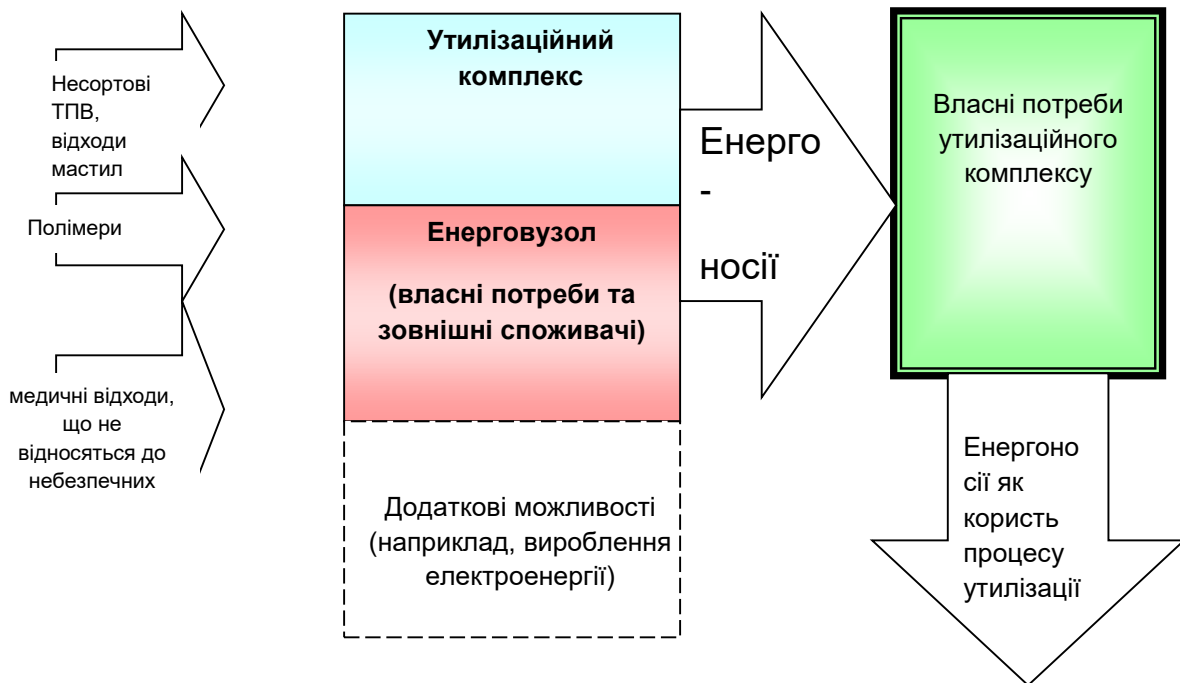 Несортові
ТПВ,
відходи
мастил
Полімери
медичні відходи,
що не
відносяться до
небезпечних
Утилізаційний
комплекс
Енерговузол
(власні потреби та
зовнішні споживачі)
Додаткові можливості
(наприклад, вироблення
електроенергії)
Енерго
-
носії
Власні потреби
утилізаційного
комплексу
Енергоно
сії як
користь
процесу
утилізації